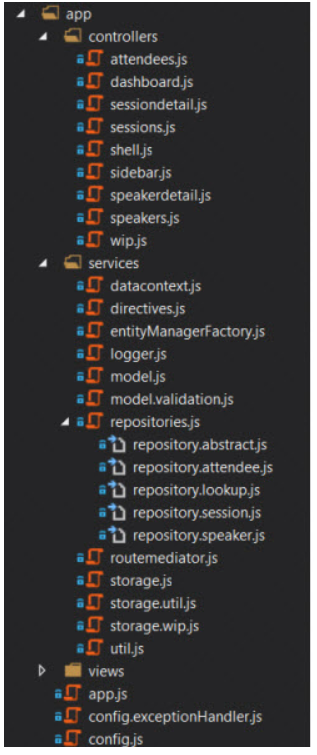 app
controllers
attendees.js
dashboard.js
sessiondetail.js
sessions.js
shell.js
sidebar.js
speakerdetail.js
speakers.js
wip.js
services
datacontext.js
directives.js
entityManagerFactory.js
logger.js
model.js
model.validation.js
repositories.js
repository.abstract.js
repository.attendee.js
repository.lookup.js
repository.session.js
repository.speaker.js
routemediator.js
storage.js
storage.util.js
storage.wip.js
util.js
views
app.js
config.exceptionHandler.js
config.js